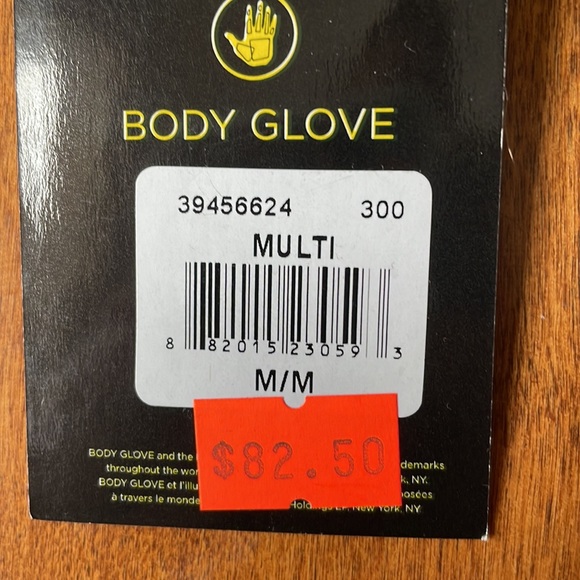 BODY GLOVE
39456624 300
MULTI
8 82015 23059 3
M/M
$82.50
BODY GLOVE and the demarks
throughout the wor k, NY.
BODY GLOVE et l'illu posées
à travers le monde Holdings LP, New York, NY